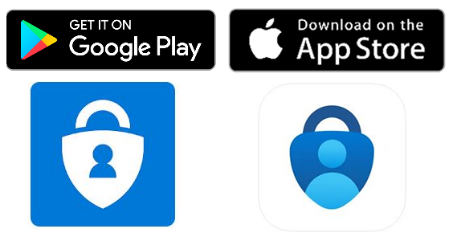 GET IT ON
Google Play
Download on the
App Store